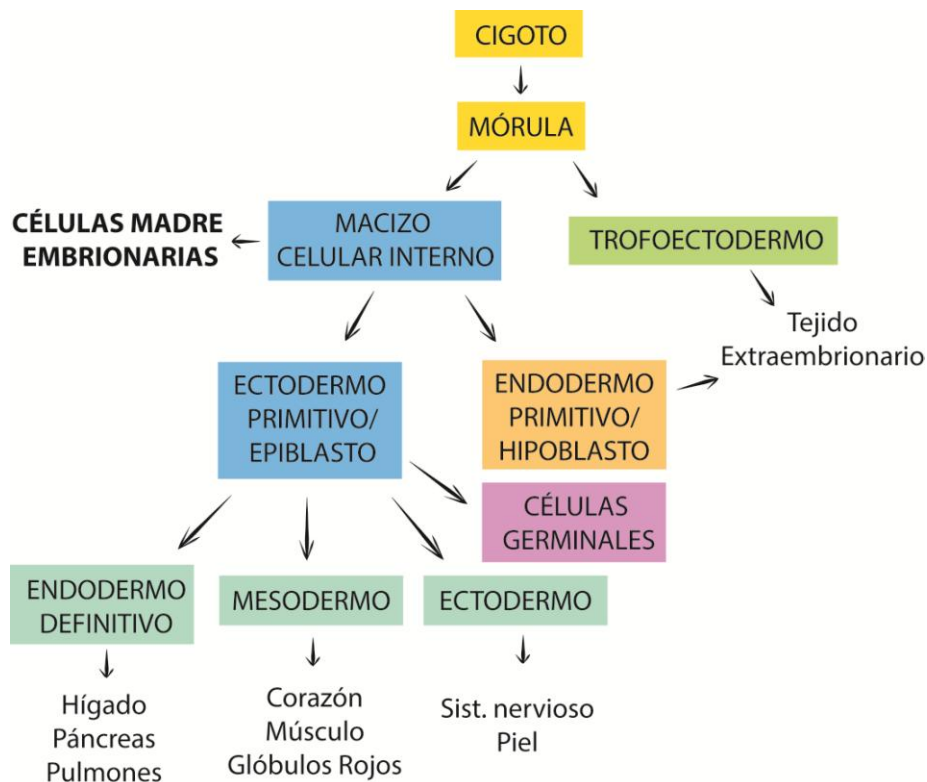 CIGOTO
MÓRULA
CÉLULAS MADRE
EMBRIONARIAS
MACIZO
CELULAR INTERNO
TROFOECTODERMO
Tejido
Extraembrionario
ECTODERMO
PRIMITIVO/
EPIBLASTO
ENDODERMO
PRIMITIVO/
HIPOBLASTO
CÉLULAS
GERMINALES
ENDODERMO
DEFINITIVO
MESODERMO
ECTODERMO
Hígado
Páncreas
Pulmones
Corazón
Músculo
Glóbulos Rojos
Sist. nervioso
Piel